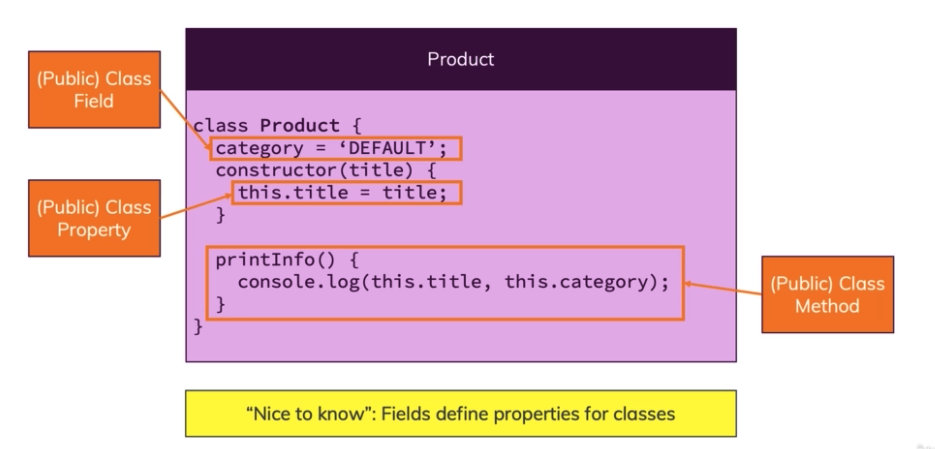 Product
(Public) Class
Field
class Product {
category = ‘DEFAULT’;
constructor(title) {
this.title = title;
}
(Public) Class
Property
printInfo() {
console.log(this.title, this.category);
}
}
(Public) Class
Method
“Nice to know”: Fields define properties for classes